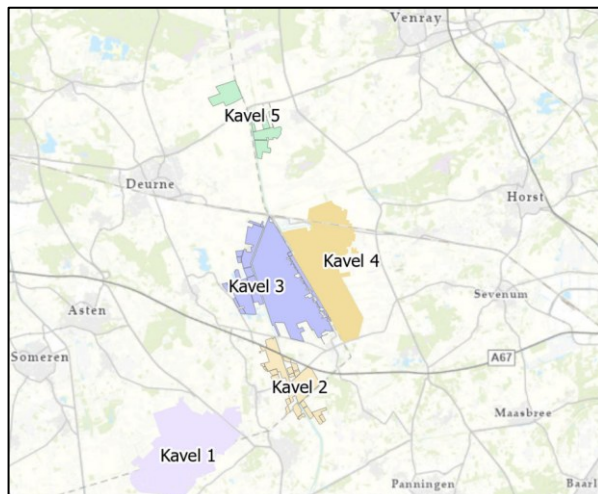 Venray
Kavel 5
Deurne
Horst
Kavel 4
Kavel 3
Sevenum
Asten
Someren
A67
Kavel 2
Maasbree
Kavel 1
Panningen
Baarl